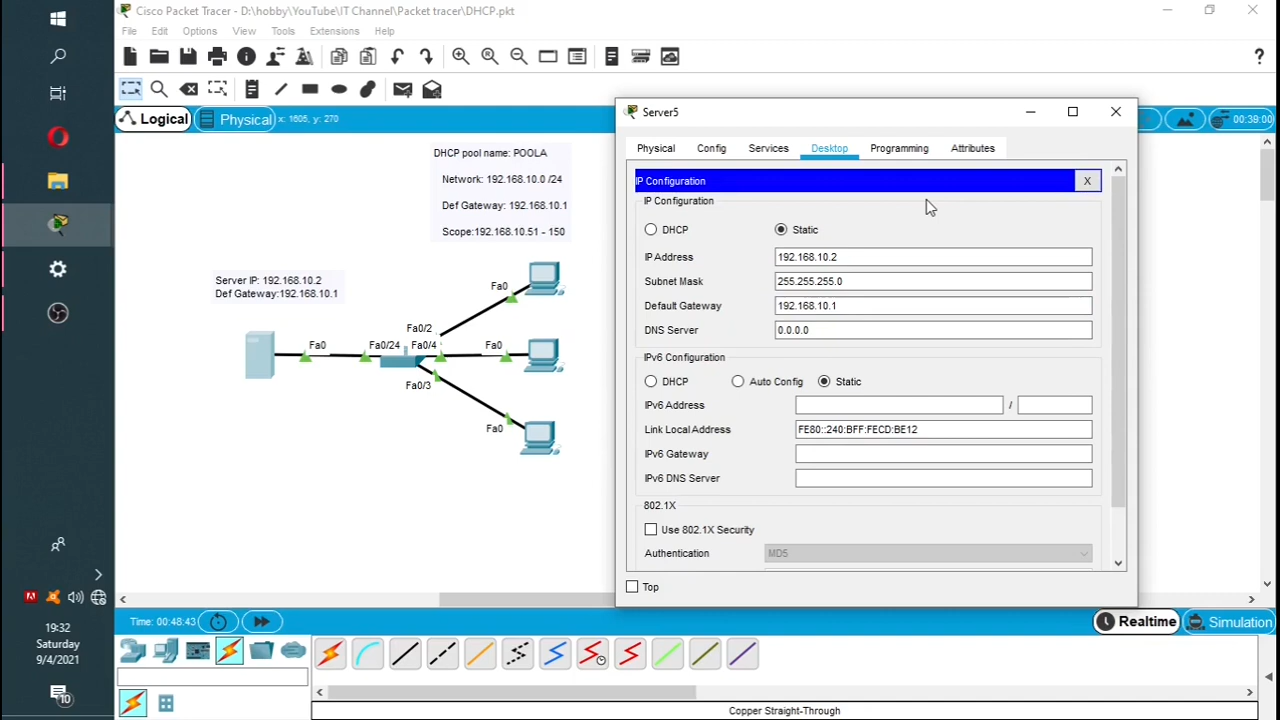 Cisco Packet Tracer - D:\hobby\YouTube\IT Channel\Packet tracer\DHCP.pkt
File Edit Options View Tools Extensions Help
Logical Physical x: 1605, y: 270 00:39:00
DHCP pool name: POOLA
Network: 192.168.10.0 /24
Def Gateway: 192.168.10.1
Scope:192.168.10.51 - 150
Server IP: 192.168.10.2
Def Gateway:192.168.10.1
Fa0
Fa0/2
Fa0 Fa0/24 Fa0/4 Fa0
Fa0/3
Fa0
Server5
Physical Config Services Desktop Programming Attributes
IP Configuration X
IP Configuration
DHCP Static
IP Address 192.168.10.2
Subnet Mask 255.255.255.0
Default Gateway 192.168.10.1
DNS Server 0.0.0.0
IPv6 Configuration
DHCP Auto Config Static
IPv6 Address /
Link Local Address FE80::240:BFF:FECD:BE12
IPv6 Gateway
IPv6 DNS Server
802.1X
Use 802.1X Security
Authentication MD5
Top
Time: 00:48:43 Realtime Simulation
Copper Straight-Through
19:32
Saturday
9/4/2021
10